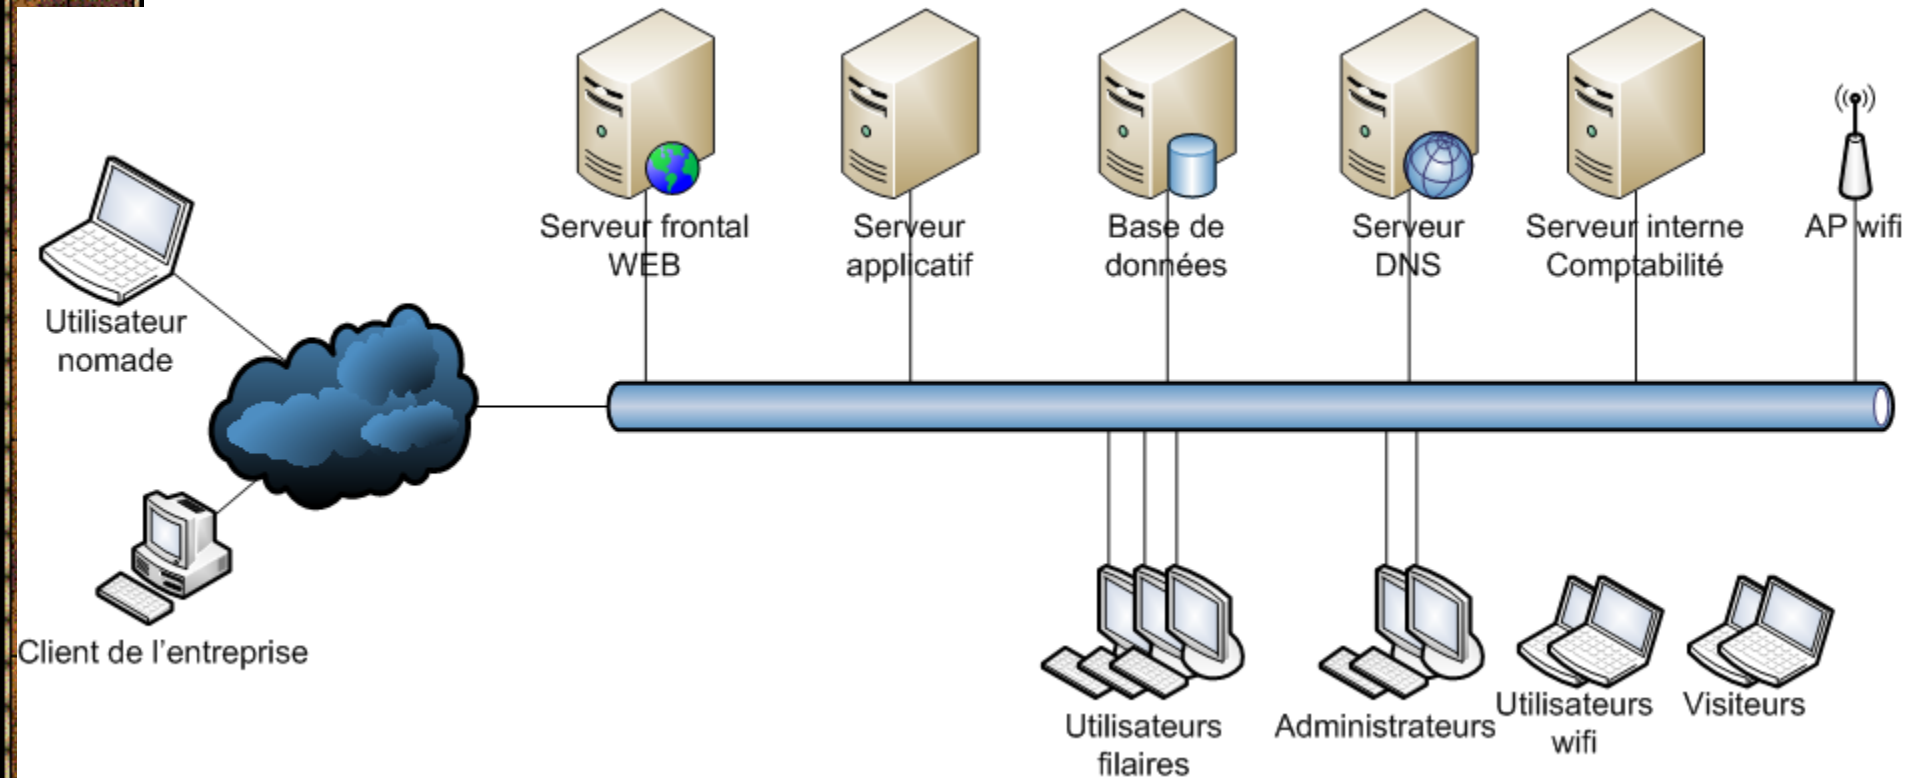 Serveur frontal
WEB
Serveur
applicatif
Base de
données
Serveur
DNS
Serveur interne
Comptabilité
AP wifi
Utilisateur
nomade
Client de l'entreprise
Utilisateurs
filaires
Administrateurs
Utilisateurs
wifi
Visiteurs